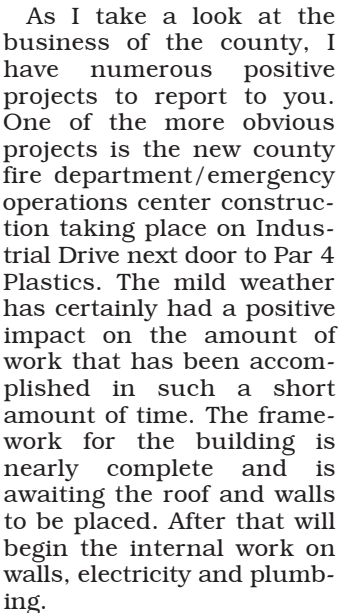 As I take a look at the
business of the county, I
have numerous positive
projects to report to you.
One of the more obvious
projects is the new county
fire department/emergency
operations center construc-
tion taking place on Indus-
trial Drive next door to Par 4
Plastics. The mild weather
has certainly had a positive
impact on the amount of
work that has been accom-
plished in such a short
amount of time. The frame-
work for the building is
nearly complete and is
awaiting the roof and walls
to be placed. After that will
begin the internal work on
walls, electricity and plumb-
ing.